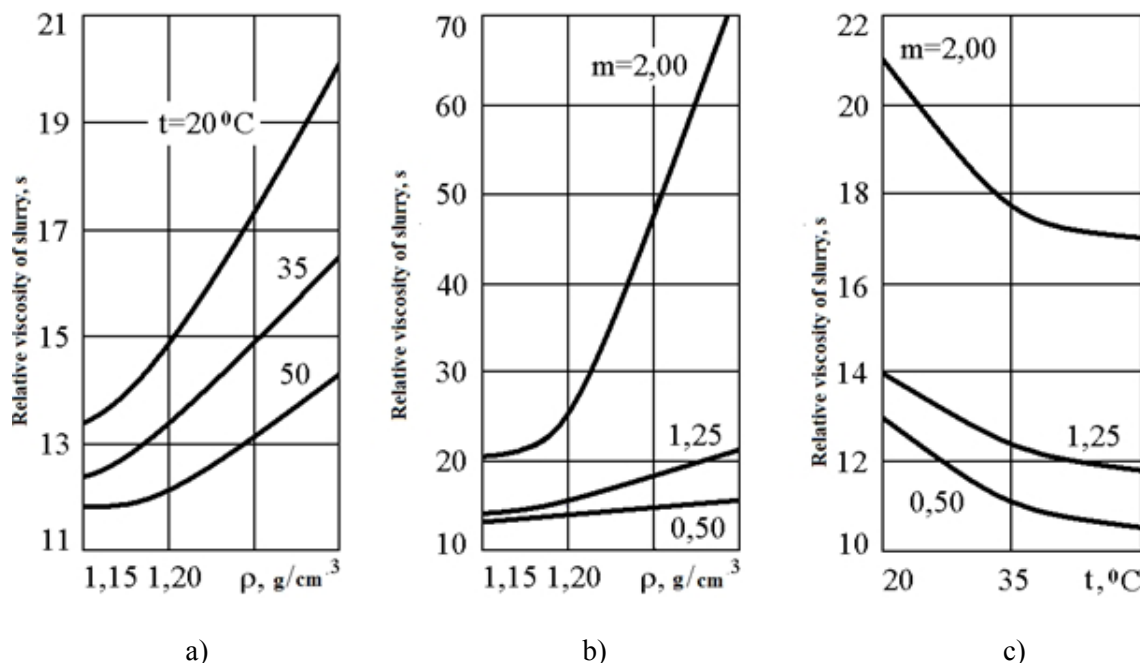 Relative viscosity of slurry, s
21
19
17
15
13
11
t=20 ⁰C
35
50
1,15 1,20 ρ, g/cm.3
a)
Relative viscosity of slurry, s
70
60
50
40
30
20
10
m=2,00
1,25
0,50
1,15 1,20 ρ, g/cm.3
b)
Relative viscosity of slurry, s
22
20
18
16
14
12
10
m=2,00
1,25
0,50
20 35 t,⁰C
c)